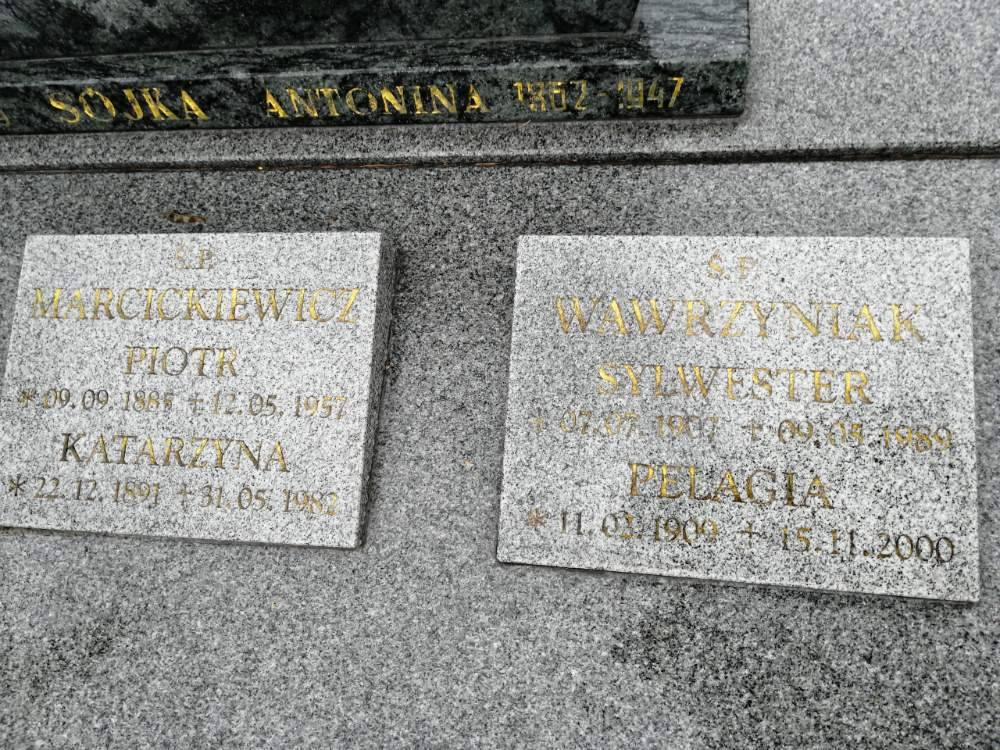 SÓJKA ANTONINA 1862-1947
Ś.P.
MARCICKIEWICZ
PIOTR
*09.09.1885 +12.05.1957
KATARZYNA
*22.12.1891 +31.05.1982
Ś.P.
WAWRZYNIAK
SYLWESTER
+07.07.1907 +09.05.1989
PELAGIA
*11.02.1909 +15.11.2000